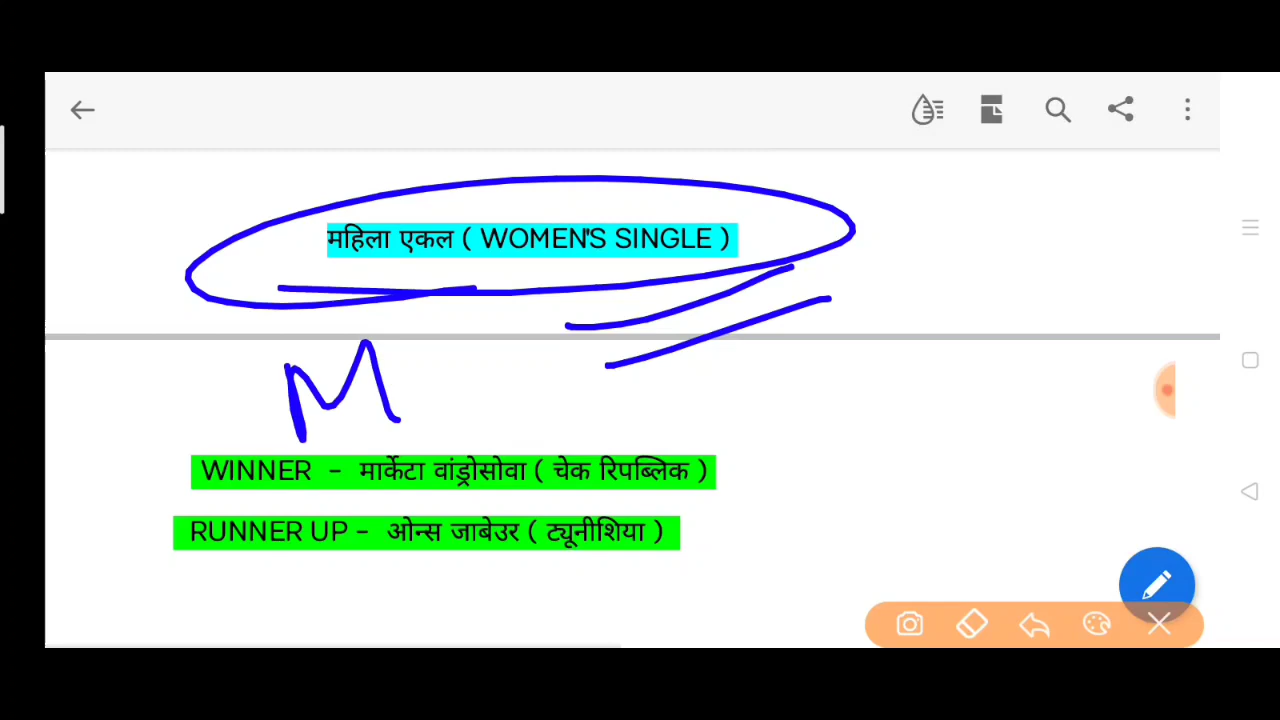 महिला एकल ( WOMEN'S SINGLE )
M
WINNER - मार्केटा वांड्रोसोवा ( चेक रिपब्लिक )
RUNNER UP - ओन्स जाबेउर ( ट्यूनीशिया )